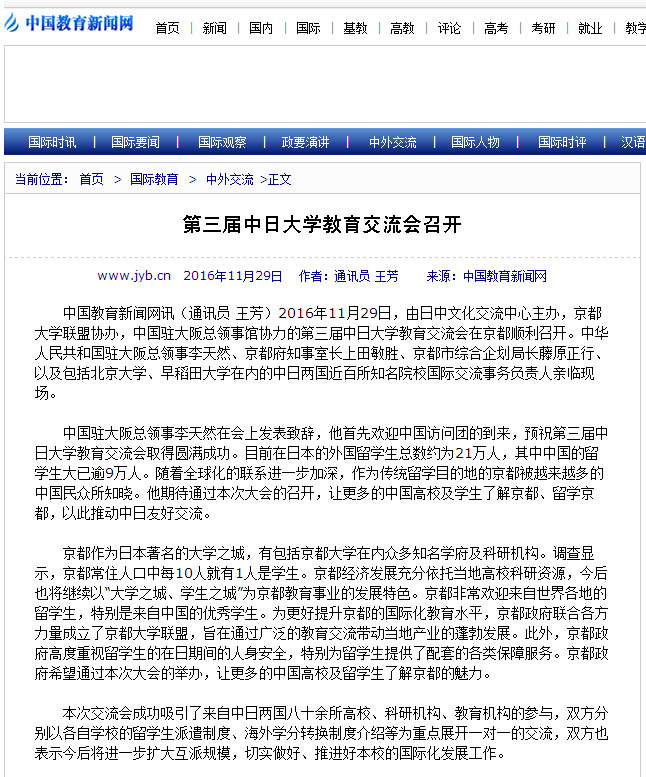 中国教育新闻网 首页 | 新闻 | 国内 | 国际 | 基教 | 高教 | 评论 | 高考 | 考研 | 就业 | 教学
国际时讯 | 国际要闻 | 国际观察 | 政要演讲 | 中外交流 | 国际人物 | 国际时评 | 汉语
当前位置： 首页 > 国际教育 > 中外交流 >正文
第三届中日大学教育交流会召开
www.jyb.cn 2016年11月29日 作者：通讯员 王芳 来源：中国教育新闻网
中国教育新闻网讯（通讯员 王芳）2016年11月29日，由日中文化交流中心主办，京都
大学联盟协办，中国驻大阪总领事馆协力的第三届中日大学教育交流会在京都顺利召开。中华
人民共和国驻大阪总领事李天然、京都府知事室长上田敏胜、京都市综合企划局长藤原正行、
以及包括北京大学、早稻田大学在内的中日两国近百所知名院校国际交流事务负责人亲临现
场。
中国驻大阪总领事李天然在会上发表致辞，他首先欢迎中国访问团的到来，预祝第三届中
日大学教育交流会取得圆满成功。目前在日本的外国留学生总数约为21万人，其中中国的留
学生大已逾9万人。随着全球化的联系进一步加深，作为传统留学目的地的京都被越来越多的
中国民众所知晓。他期待通过本次大会的召开，让更多的中国高校及学生了解京都、留学京
都，以此推动中日友好交流。
京都作为日本著名的大学之城，有包括京都大学在内众多知名学府及科研机构。调查显
示，京都常住人口中每10人就有1人是学生。京都经济发展充分依托当地高校科研资源，今后
也将继续以“大学之城、学生之城”为京都教育事业的发展特色。京都非常欢迎来自世界各地的
留学生，特别是来自中国的优秀学生。为更好提升京都的国际化教育水平，京都政府联合各方
力量成立了京都大学联盟，旨在通过广泛的教育交流带动当地产业的蓬勃发展。此外，京都政
府高度重视留学生的在日期间的人身安全，特别为留学生提供了配套的各类保障服务。京都政
府希望通过本次大会的举办，让更多的中国高校及留学生了解京都的魅力。
本次交流会成功吸引了来自中日两国八十余所高校、科研机构、教育机构的参与，双方分
别以各自学校的留学生派遣制度、海外学分转换制度介绍等为重点展开一对一的交流，双方也
表示今后将进一步扩大互派规模，切实做好、推进好本校的国际化发展工作。